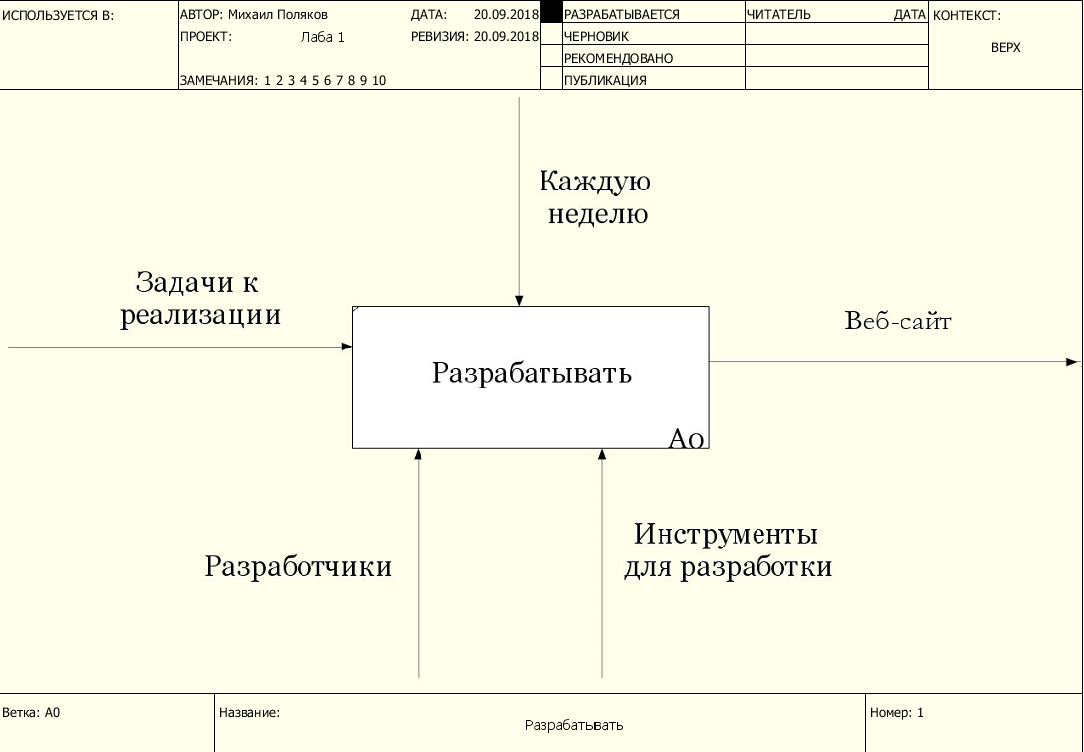 ИСПОЛЬЗУЕТСЯ В:
АВТОР: Михаил Поляков
ДАТА: 20.09.2018
ПРОЕКТ: Лаба 1
РЕВИЗИЯ: 20.09.2018
ЗАМЕЧАНИЯ: 1 2 3 4 5 6 7 8 9 10
РАЗРАБАТЫВАЕТСЯ
ЧЕРНОВИК
РЕКОМЕНДОВАНО
ПУБЛИКАЦИЯ
ЧИТАТЕЛЬ ДАТА
КОНТЕКСТ:
ВЕРХ
Каждую
неделю
Задачи к
реализации
Веб-сайт
Разрабатывать
A0
Разработчики
Инструменты
для разработки
Ветка: A0
Название:
Разрабатывать
Номер: 1